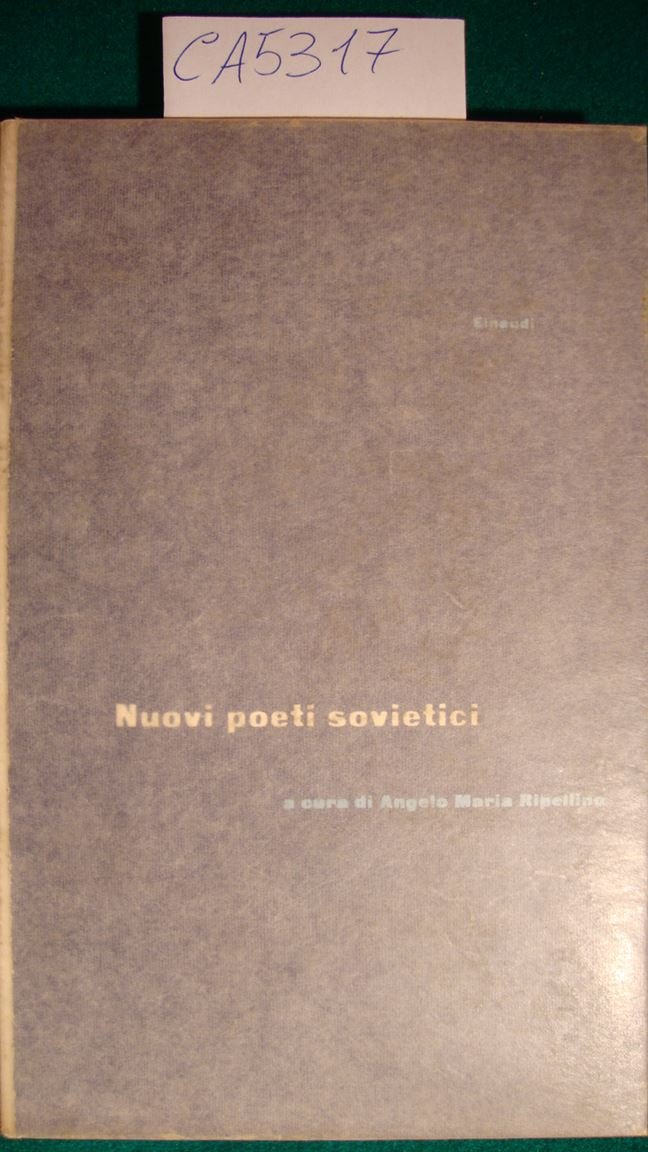 CA5317
Einaudi
Nuovi poeti sovietici
a cura di Angelo Maria Ripellino